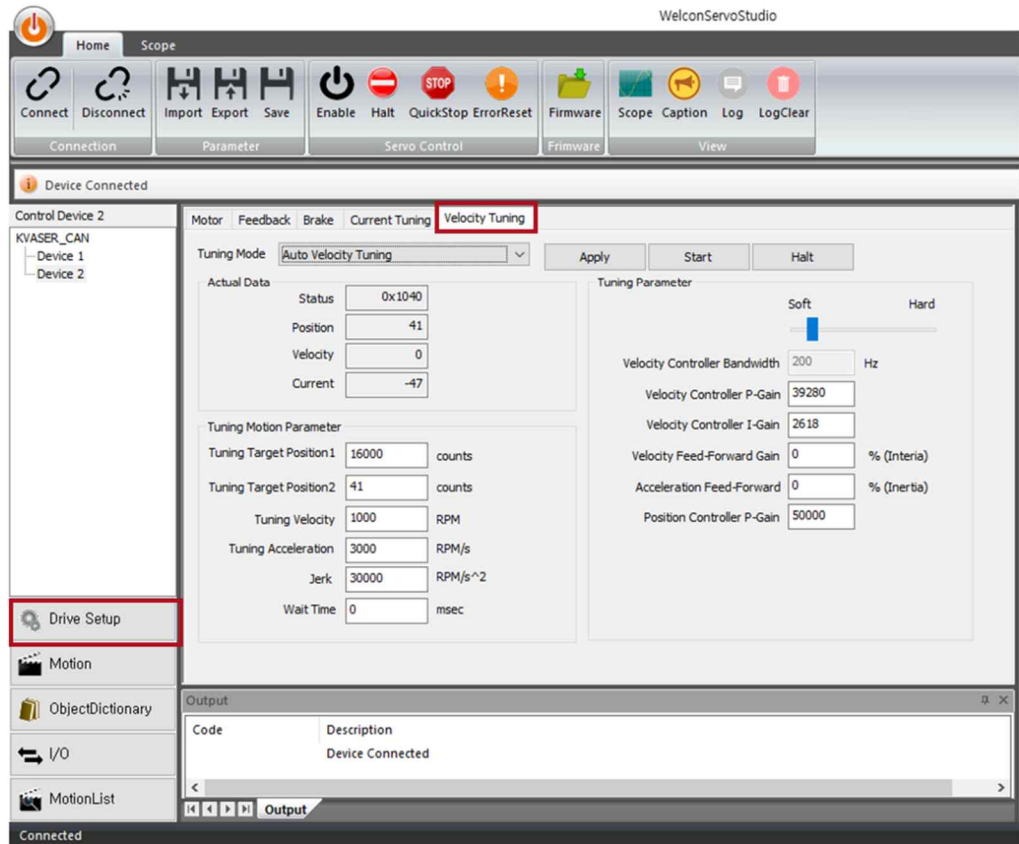 WelconServoStudio
Home Scope
Connect Disconnect Import Export Save Enable Halt QuickStop ErrorReset Firmware Scope Caption Log LogClear
STOP
Connection Parameter Servo Control Frimware View
Device Connected
Control Device 2
KVASER_CAN
Device 1
Device 2
Motor Feedback Brake Current Tuning Velocity Tuning
Tuning Mode Auto Velocity Tuning Apply Start Halt
Actual Data
Status 0x1040
Position 41
Velocity 0
Current -47
Tuning Motion Parameter
Tuning Target Position1 16000 counts
Tuning Target Position2 41 counts
Tuning Velocity 1000 RPM
Tuning Acceleration 3000 RPM/s
Jerk 30000 RPM/s^2
Wait Time 0 msec
Tuning Parameter
Soft Hard
Velocity Controller Bandwidth 200 Hz
Velocity Controller P-Gain 39280
Velocity Controller I-Gain 2618
Velocity Feed-Forward Gain 0 % (Interia)
Acceleration Feed-Forward 0 % (Inertia)
Position Controller P-Gain 50000
Drive Setup
Motion
ObjectDictionary
I/O
MotionList
Output
Code Description
Device Connected
Output
Connected